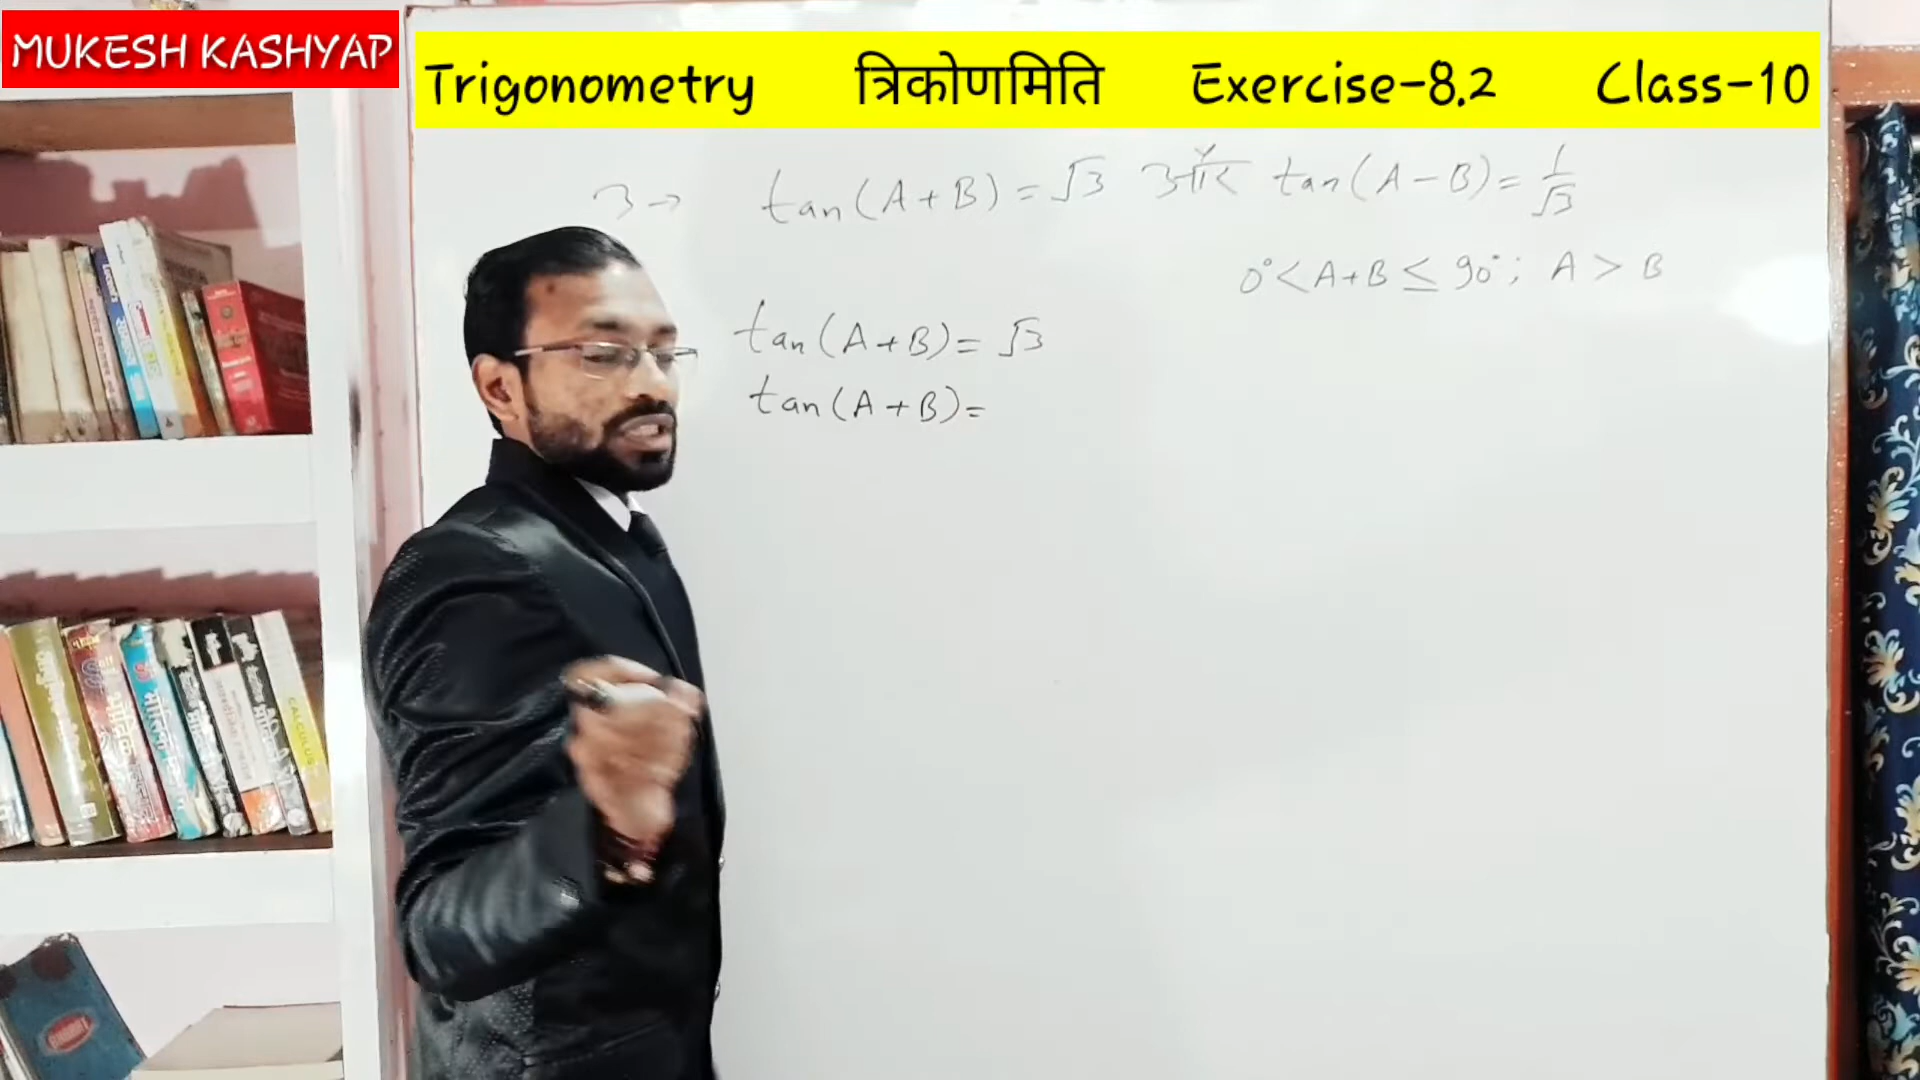 MUKESH KASHYAP
Trigonometry त्रिकोणमिति Exercise-8.2 Class-10
3→ tan(A+B)=√3 और tan(A-B)=1/√3
0°<A+B≤90°; A>B
tan(A+B)=√3
tan(A+B)=
CALCULUS